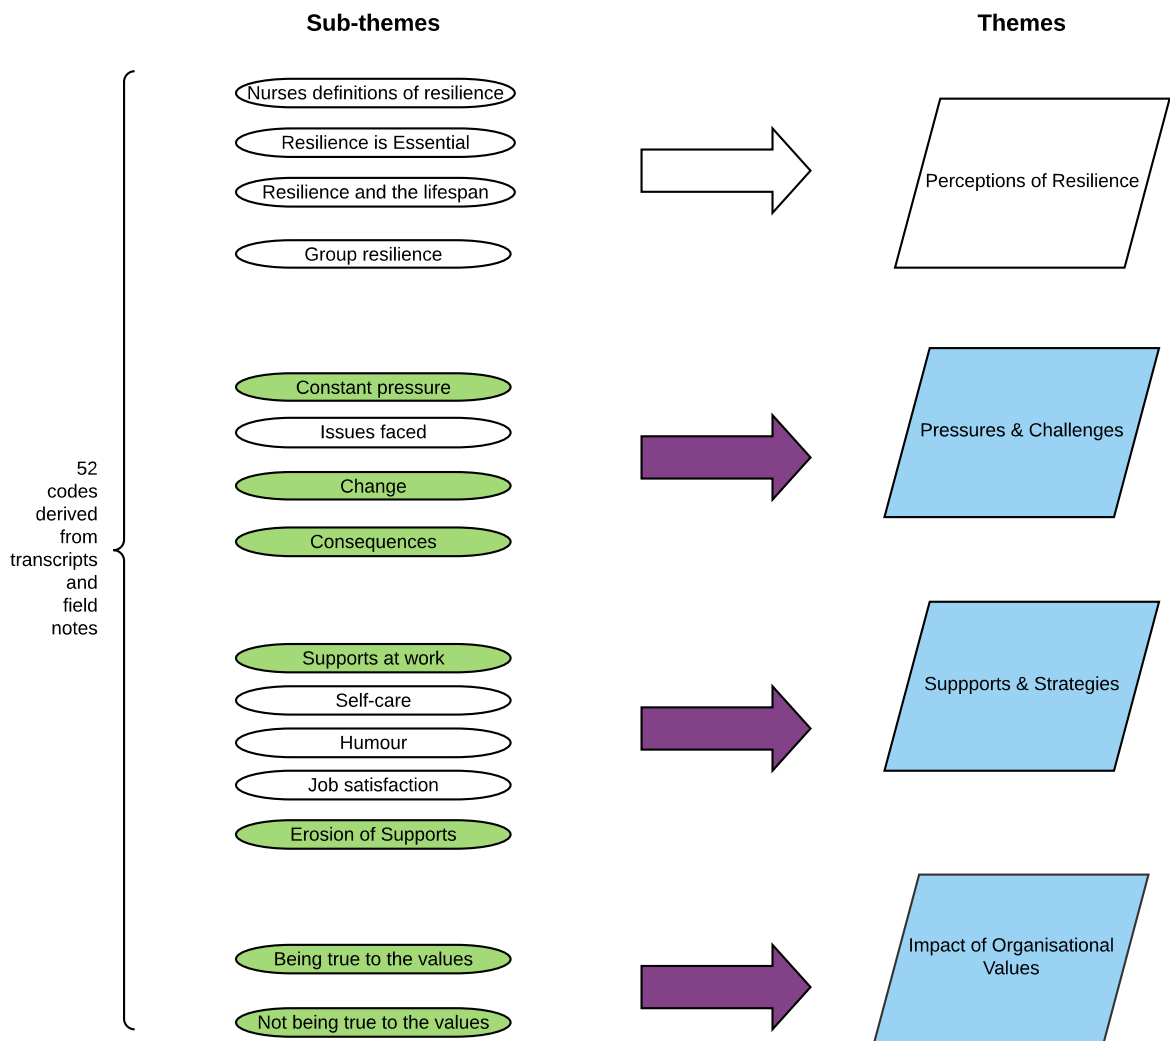 Sub-themes
Themes
Nurses definitions of resilience
Resilience is Essential
Resilience and the lifespan
Group resilience
Perceptions of Resilience
Constant pressure
Issues faced
Change
Consequences
Pressures & Challenges
52
codes
derived
from
transcripts
and
field
notes
Supports at work
Self-care
Humour
Job satisfaction
Erosion of Supports
Suppports & Strategies
Being true to the values
Not being true to the values
Impact of Organisational
Values